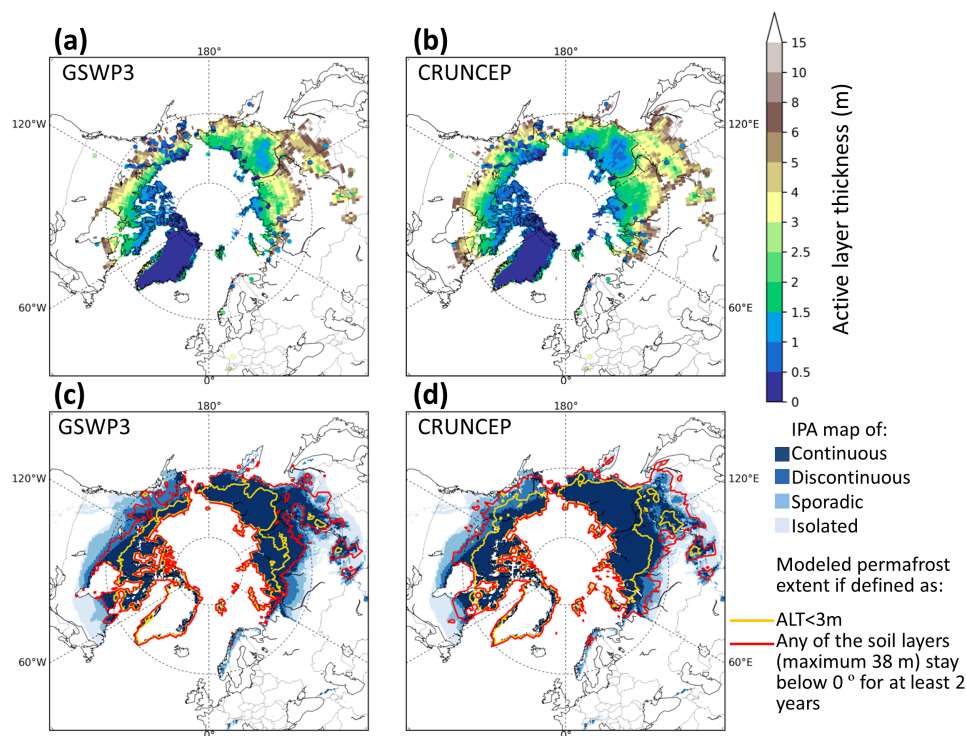 (a)
GSWP3
180°
120°W
60°W
0°
(b)
CRUNCEP
180°
120°E
60°E
0°
15
10
8
6
5
4
3
2.5
2
1.5
1
0.5
0
Active layer thickness (m)
(c)
GSWP3
180°
120°W
60°W
0°
(d)
CRUNCEP
180°
120°E
60°E
0°
IPA map of:
Continuous
Discontinuous
Sporadic
Isolated
Modeled permafrost
extent if defined as:
ALT<3m
Any of the soil layers
(maximum 38 m) stay
below 0 º for at least 2
years